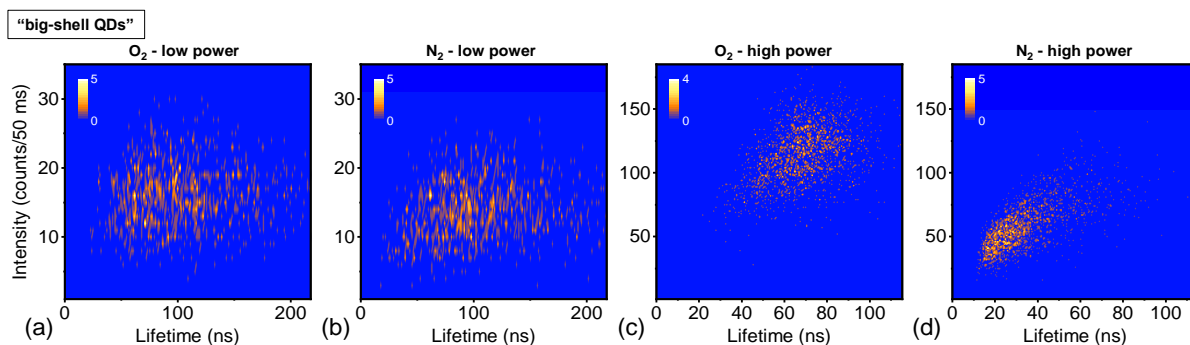 “big-shell QDs”
O₂ - low power
N₂ - low power
O₂ - high power
N₂ - high power
Intensity (counts/50 ms)
30
20
10
5
0
0
100
200
(a)
Lifetime (ns)
30
20
10
5
0
0
100
200
(b)
Lifetime (ns)
150
100
50
4
0
0
20
40
60
80
100
(c)
Lifetime (ns)
150
100
50
5
0
0
20
40
60
80
100
(d)
Lifetime (ns)